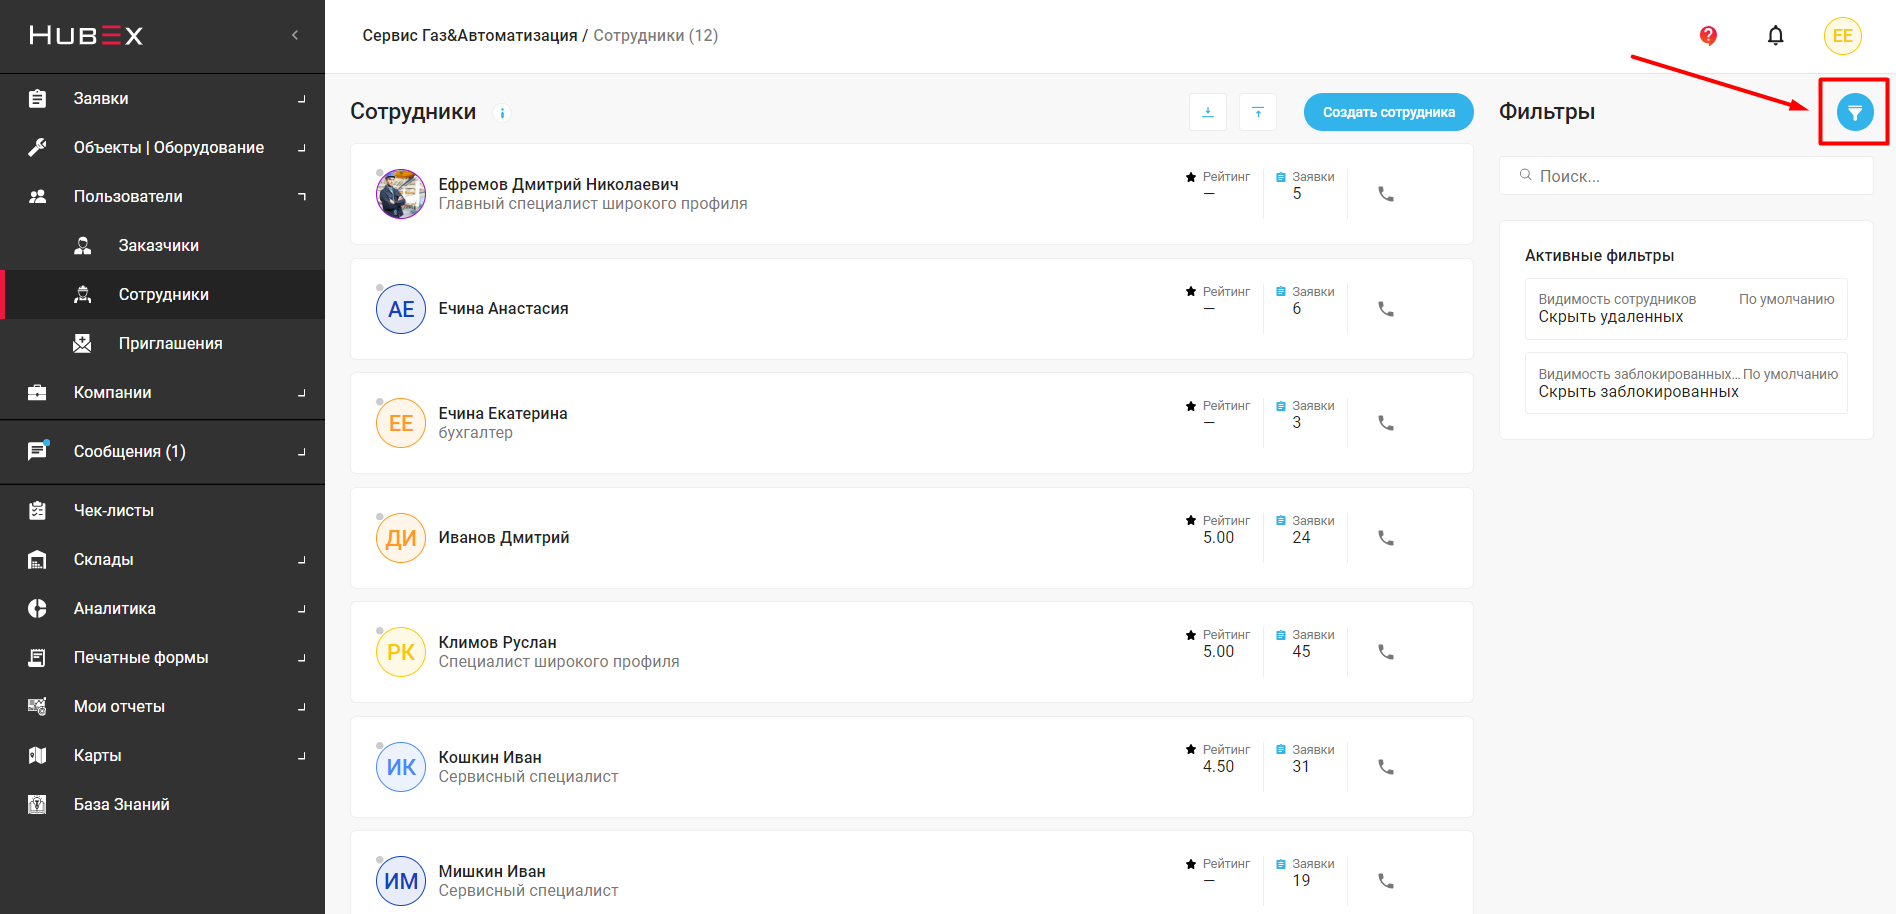 HUBEX
Заявки
Объекты | Оборудование
Пользователи
Заказчики
Сотрудники
Приглашения
Компании
Сообщения (1)
Чек-листы
Склады
Аналитика
Печатные формы
Мои отчеты
Карты
База Знаний
Сервис Газ&Автоматизация / Сотрудники (12)
?
EE
Сотрудники i
Создать сотрудника
Ефремов Дмитрий Николаевич
Главный специалист широкого профиля
Рейтинг Заявки
— 5
АЕ
Ечина Анастасия
Рейтинг Заявки
— 6
ЕЕ
Ечина Екатерина
бухгалтер
Рейтинг Заявки
— 3
ДИ
Иванов Дмитрий
Рейтинг Заявки
5.00 24
РК
Климов Руслан
Специалист широкого профиля
Рейтинг Заявки
5.00 45
ИК
Кошкин Иван
Сервисный специалист
Рейтинг Заявки
4.50 31
ИМ
Мишкин Иван
Сервисный специалист
Рейтинг Заявки
— 19
Фильтры
Поиск...
Активные фильтры
Видимость сотрудников По умолчанию
Скрыть удаленных
Видимость заблокированных... По умолчанию
Скрыть заблокированных